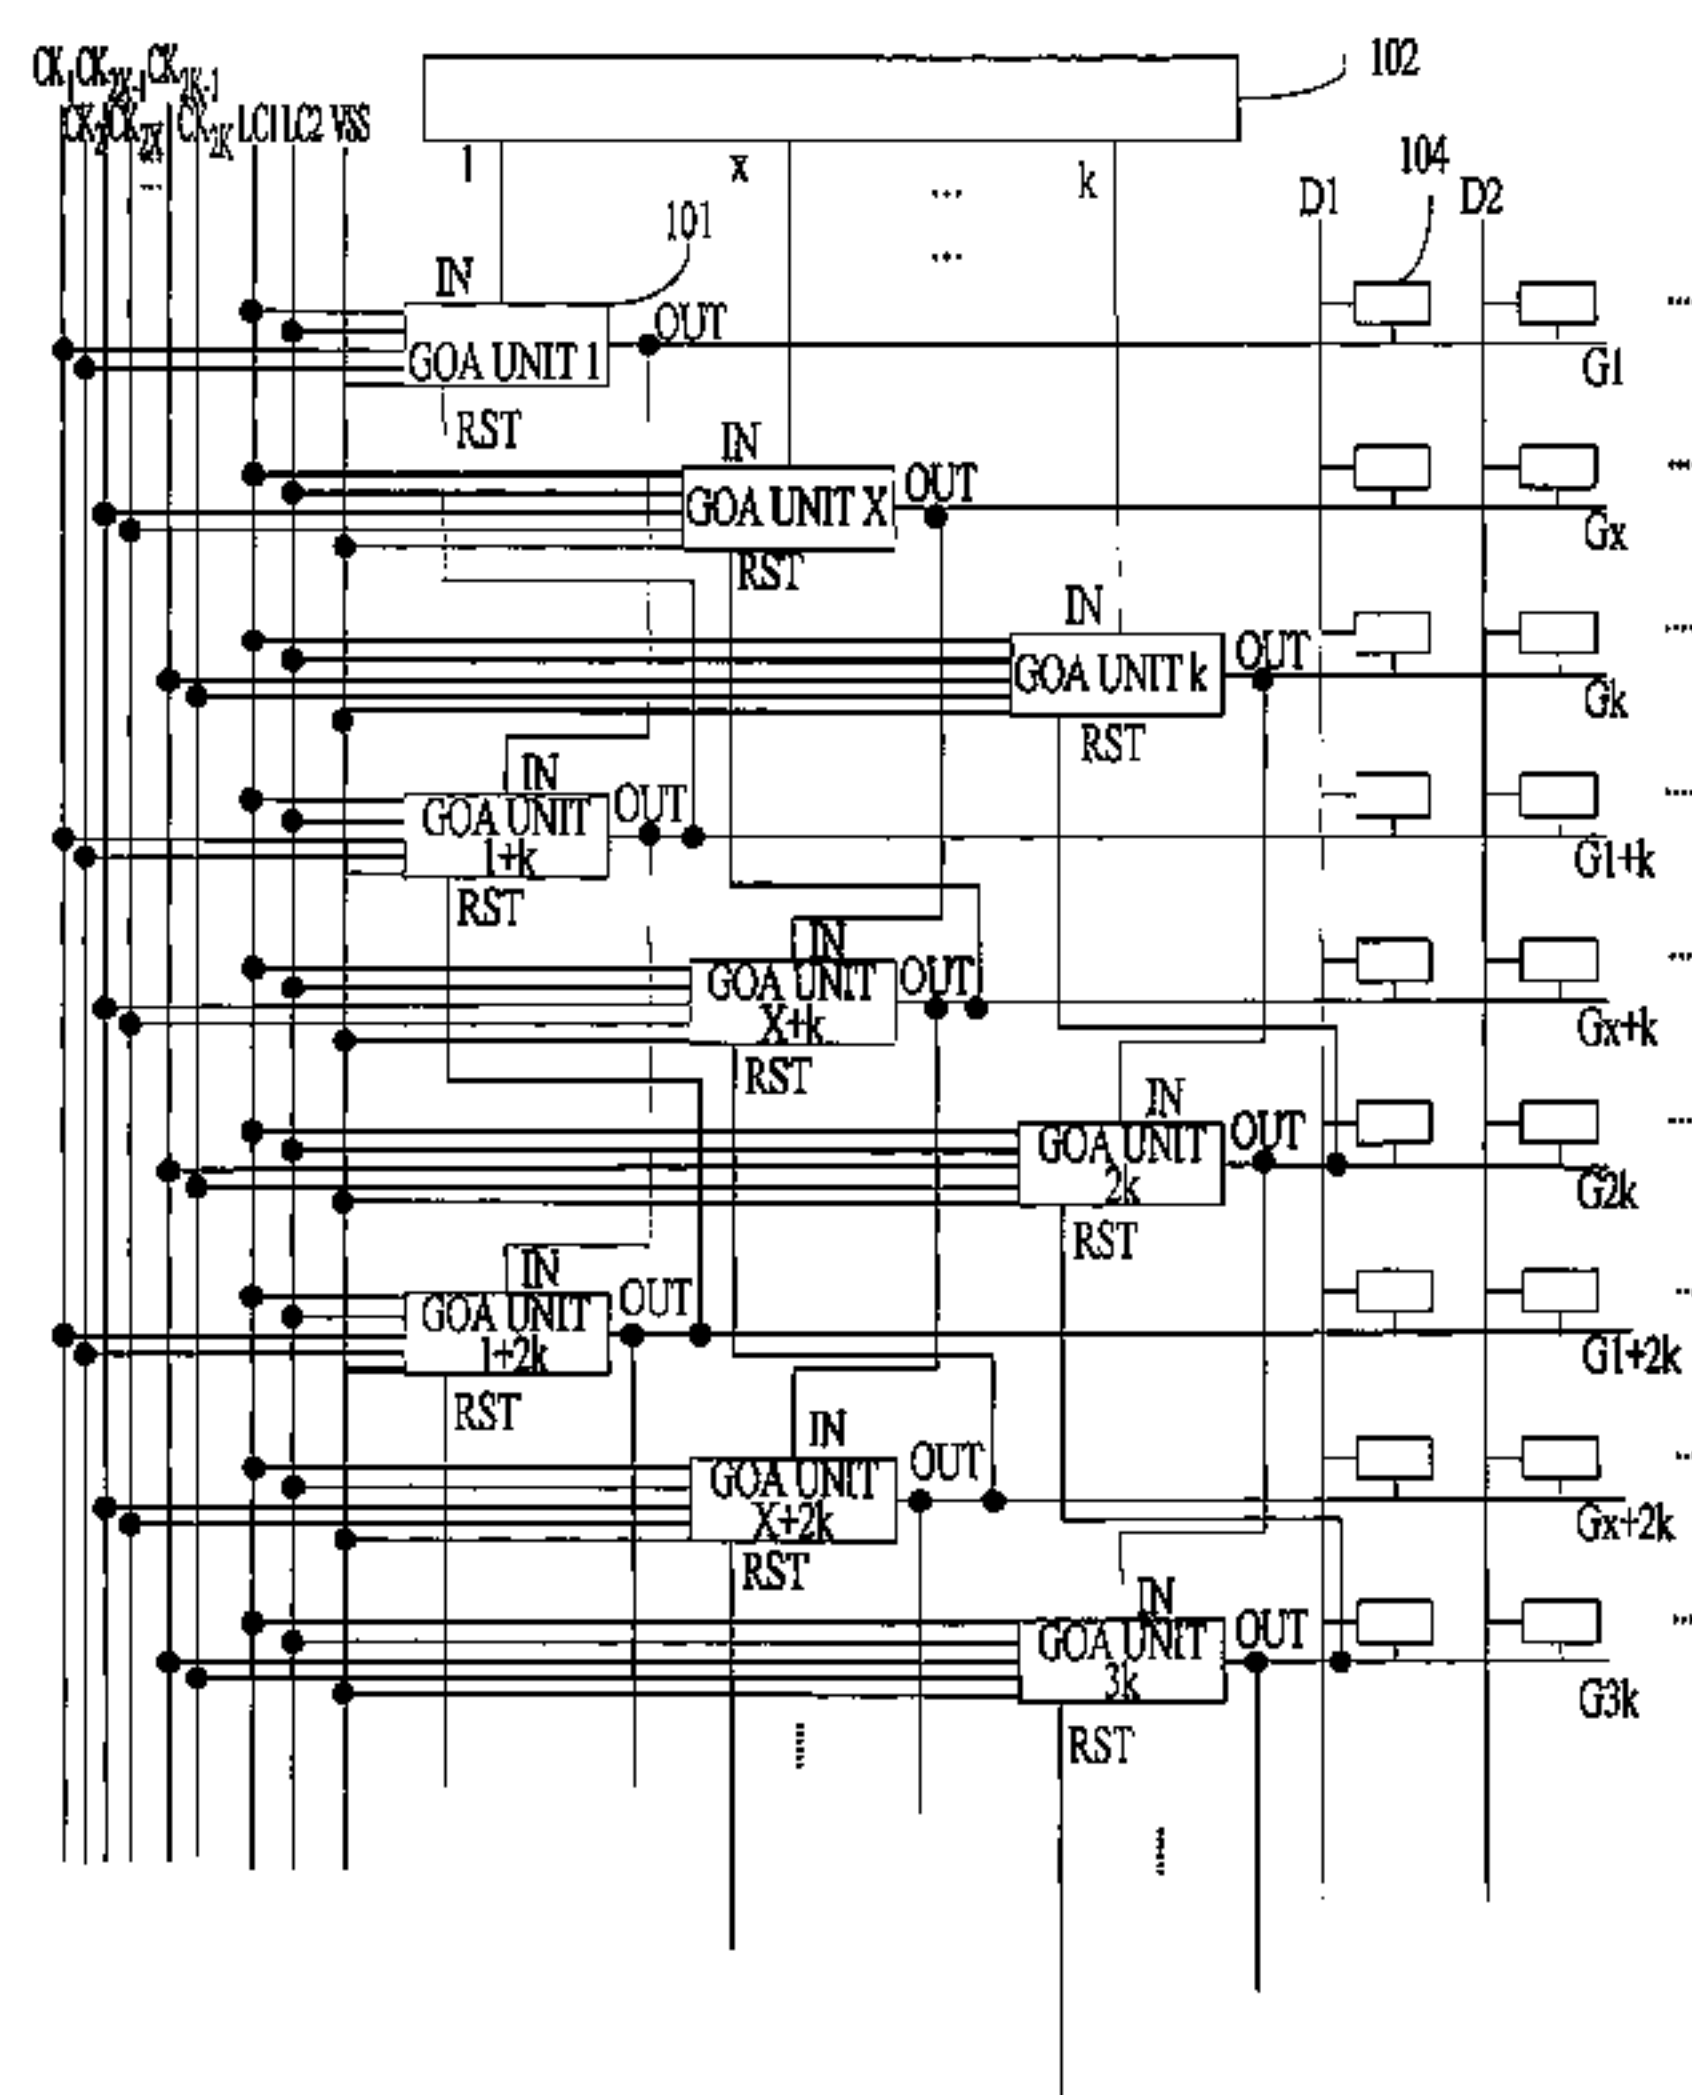 CK1 CK2X-1 CK2K-1
CK2 CK2X CK2K LC1 LC2 VSS
...
102
1 x ... k
...
104
D1 D2
101
IN
OUT
GOA UNIT 1
G1
...
RST
IN
OUT
GOA UNIT X
Gx
...
RST
IN
OUT
GOA UNIT k
Gk
...
RST
IN
OUT
GOA UNIT
1+k
G1+k
...
RST
IN
OUT
GOA UNIT
X+k
Gx+k
...
RST
IN
OUT
GOA UNIT
2k
G2k
...
RST
IN
OUT
GOA UNIT
1+2k
G1+2k
...
RST
IN
OUT
GOA UNIT
X+2k
Gx+2k
...
RST
IN
OUT
GOA UNIT
3k
G3k
...
RST